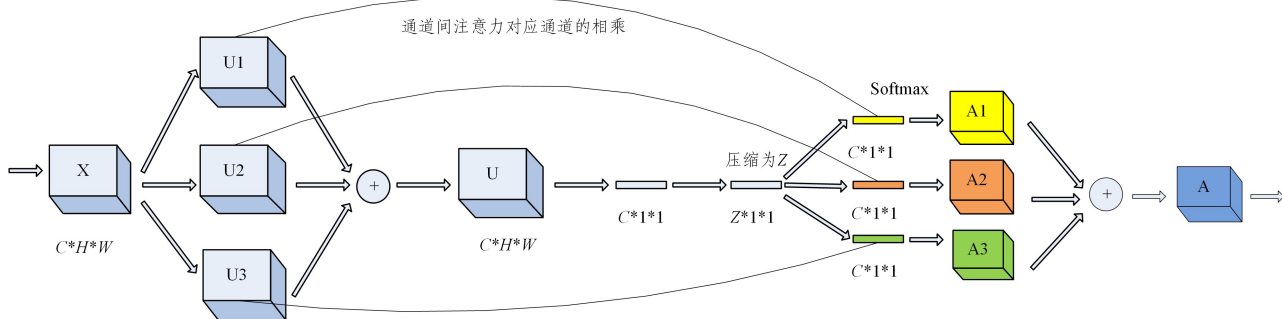 通道间注意力对应通道的相乘
U1
Softmax
A1
X
U2
+
U
压缩为Z
C*1*1
A2
+
A
C*H*W
C*H*W
C*1*1
Z*1*1
C*1*1
U3
A3
C*1*1